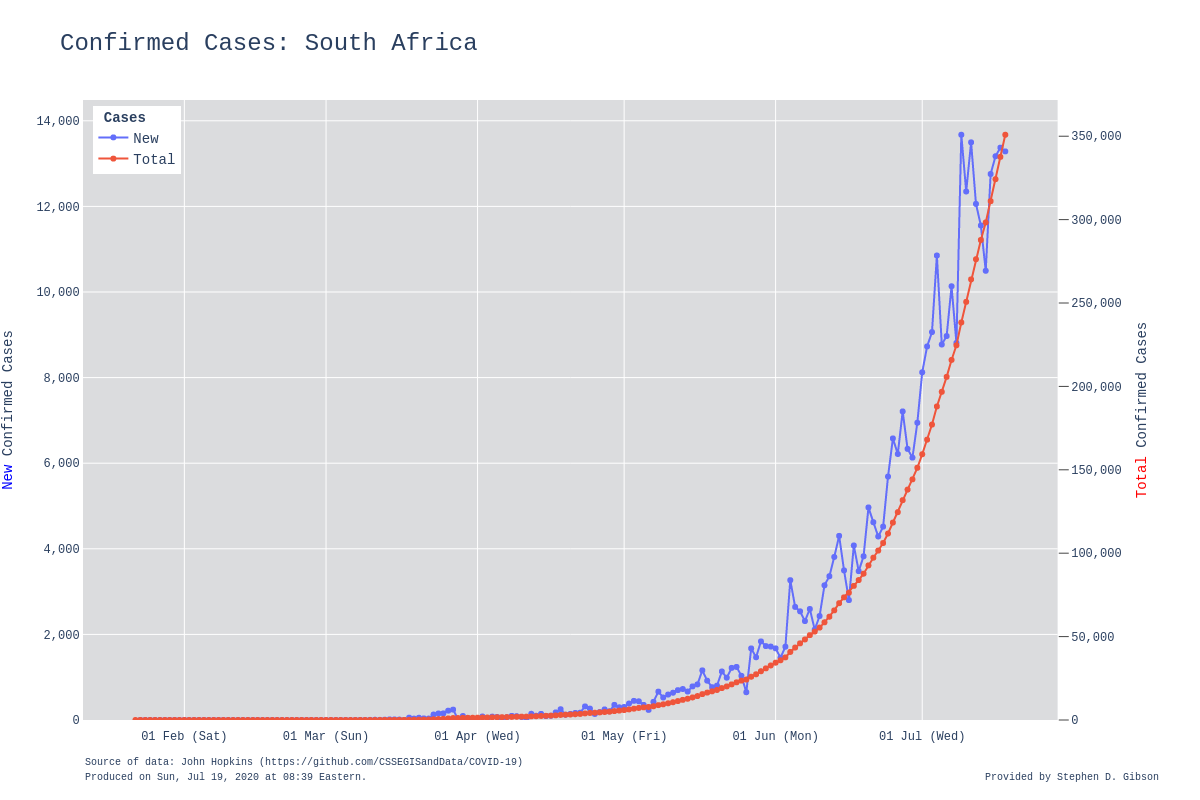 Confirmed Cases: South Africa
Cases
New
Total
14,000
12,000
10,000
8,000
6,000
4,000
2,000
0
New Confirmed Cases
350,000
300,000
250,000
200,000
150,000
100,000
50,000
0
Total Confirmed Cases
01 Feb (Sat) 01 Mar (Sun) 01 Apr (Wed) 01 May (Fri) 01 Jun (Mon) 01 Jul (Wed)
Source of data: John Hopkins (https://github.com/CSSEGISandData/COVID-19)
Produced on Sun, Jul 19, 2020 at 08:39 Eastern.
Provided by Stephen D. Gibson